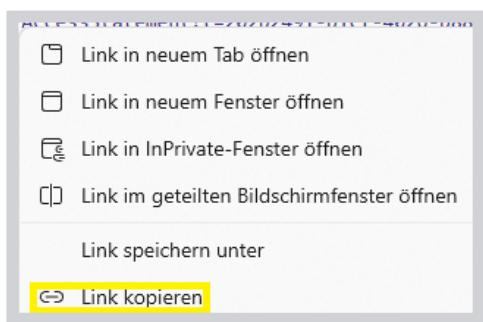 Link in neuem Tab öffnen
Link in neuem Fenster öffnen
Link in InPrivate-Fenster öffnen
Link im geteilten Bildschirmfenster öffnen
Link speichern unter
Link kopieren